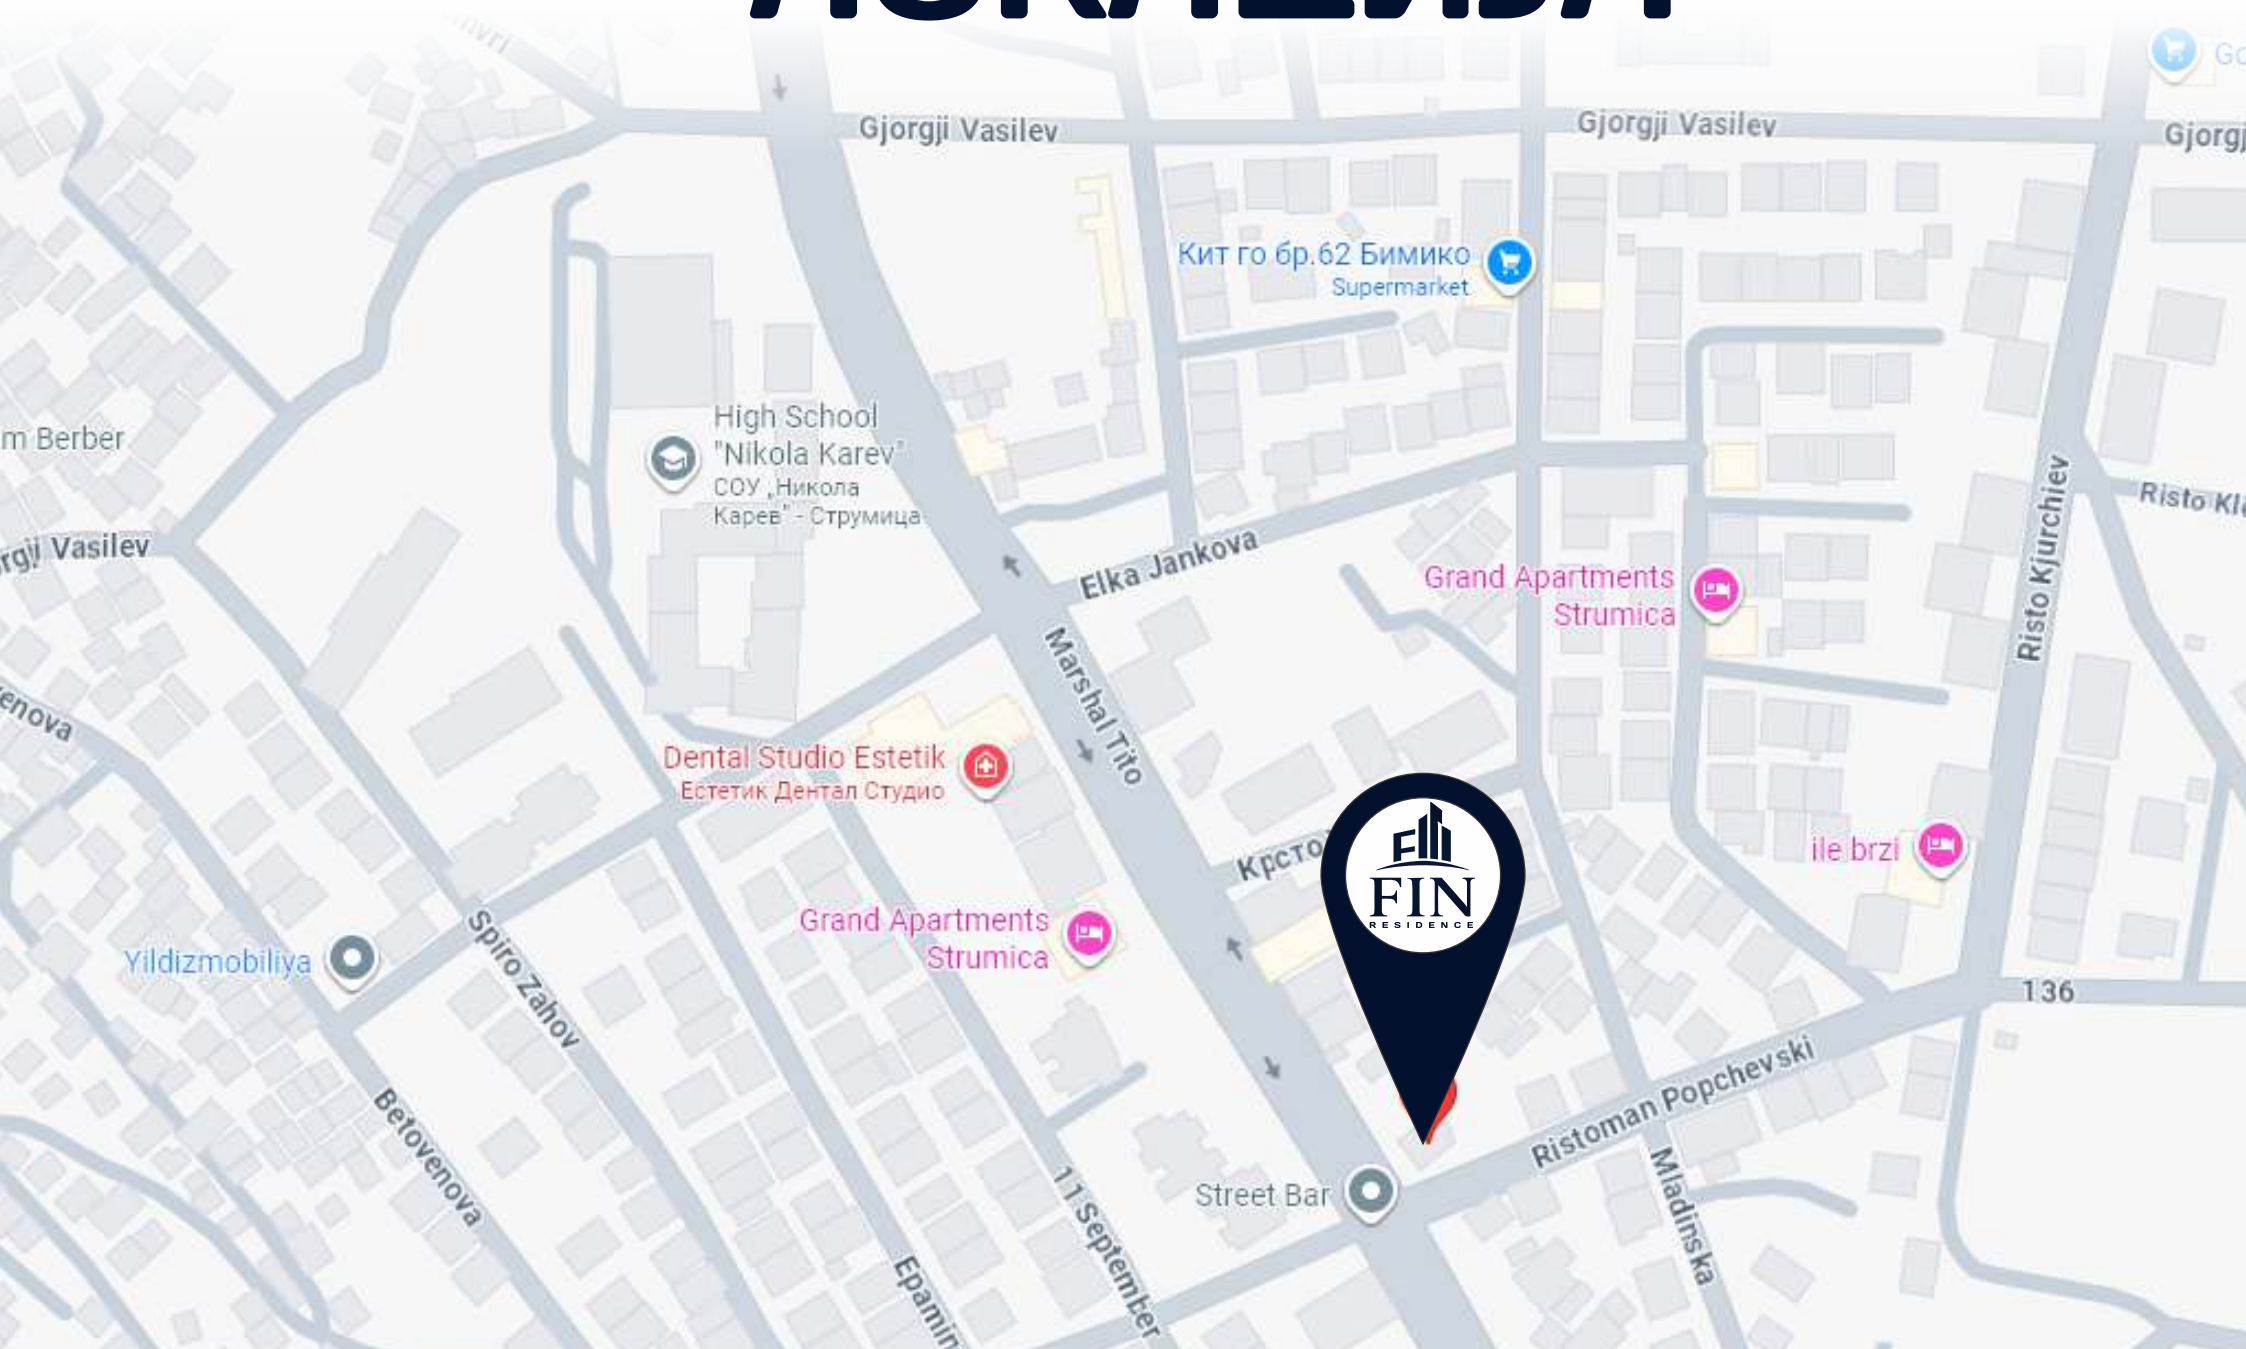 ЛОКАЦИЈА
Gjorgji Vasilev
Gjorgji Vasilev
Кит го бр.62 Бимико
Supermarket
High School
"Nikola Karev"
СОУ „Никола
Карев" - Струмица
Vasilev
Elka Jankova
Grand Apartments
Strumica
Risto Kjurchiev
Risto
Marshal Tito
Dental Studio Estetik
Естетик Дентал Студио
ile brzi
FIN
RESIDENCE
Grand Apartments
Strumica
Yildizmobiliya
Spiro Zahov
136
Ristoman Popchevski
Betovenova
Street Bar
11 September
Mladinska